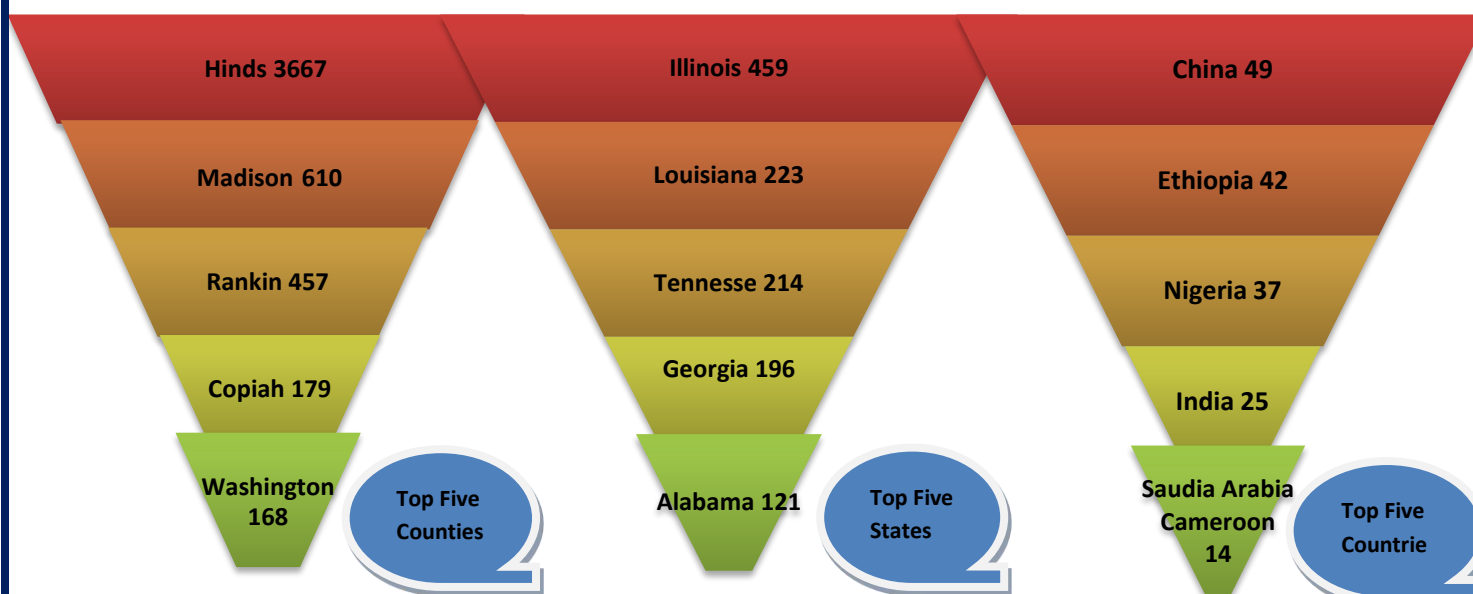 Hinds 3667
Madison 610
Rankin 457
Copiah 179
Washington
168
Top Five
Counties
Illinois 459
Louisiana 223
Tennesse 214
Georgia 196
Alabama 121
Top Five
States
China 49
Ethiopia 42
Nigeria 37
India 25
Saudia Arabia
Cameroon
14
Top Five
Countrie